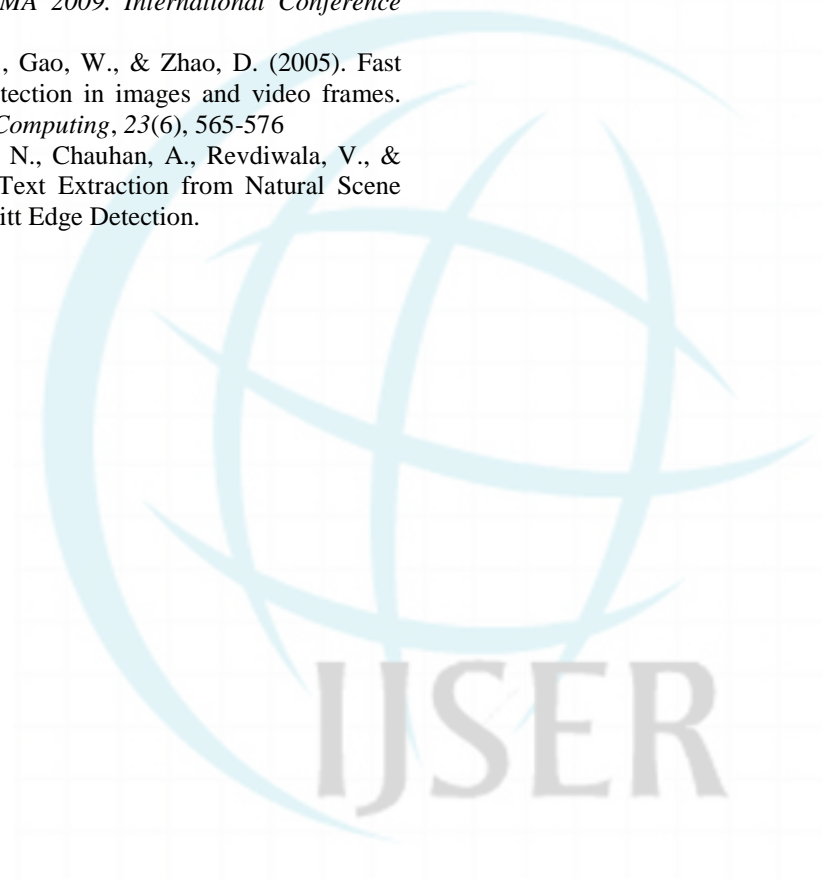 MA 2009. International Conference
., Gao, W., & Zhao, D. (2005). Fast
tection in images and video frames.
Computing, 23(6), 565-576
N., Chauhan, A., Revdiwala, V., &
Text Extraction from Natural Scene
itt Edge Detection.
IJSER